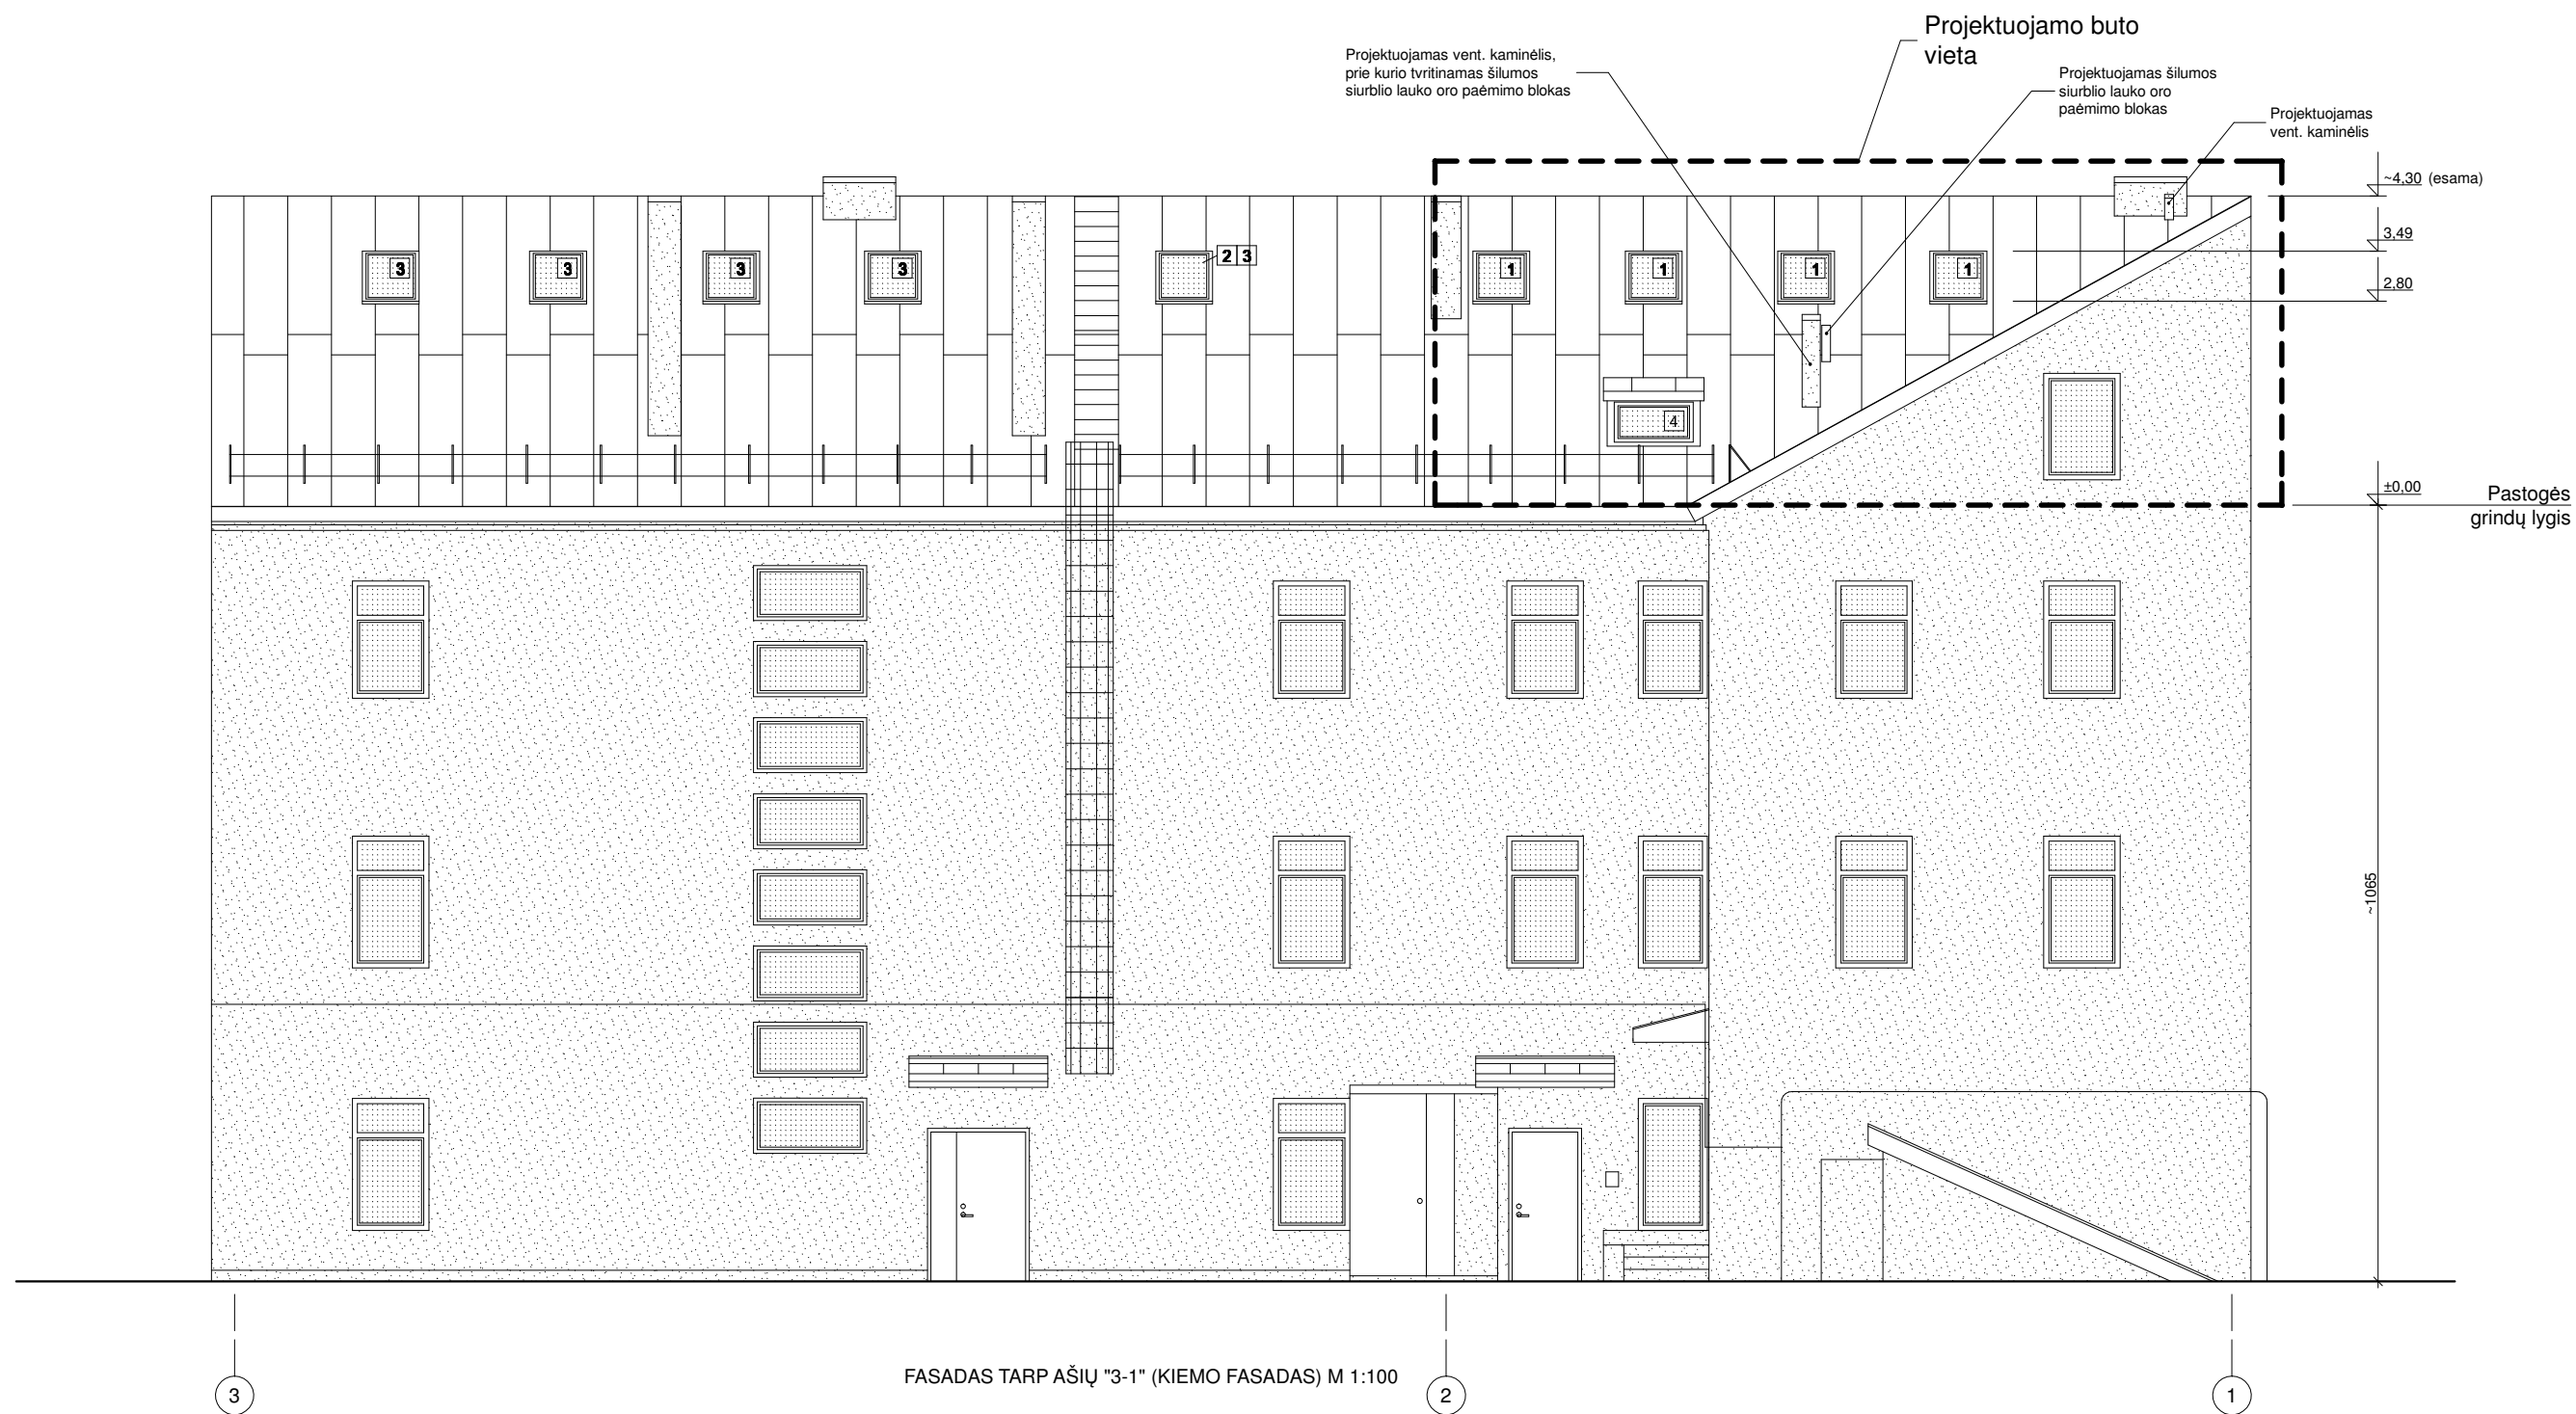 Projektuojamo buto
vieta
Projektuojamas vent. kaminėlis,
prie kurio tvritinamas šilumos
siurblio lauko oro paėmimo blokas
Projektuojamas šilumos
siurblio lauko oro
paėmimo blokas
Projektuojamas
vent. kaminėlis
~4,30 (esama)
3,49
2,80
3 3 3 3 2 3 1 1 1 1
4
±0,00
Pastogės
grindų lygis
~1065
FASADAS TARP AŠIŲ "3-1" (KIEMO FASADAS) M 1:100
3 2 1